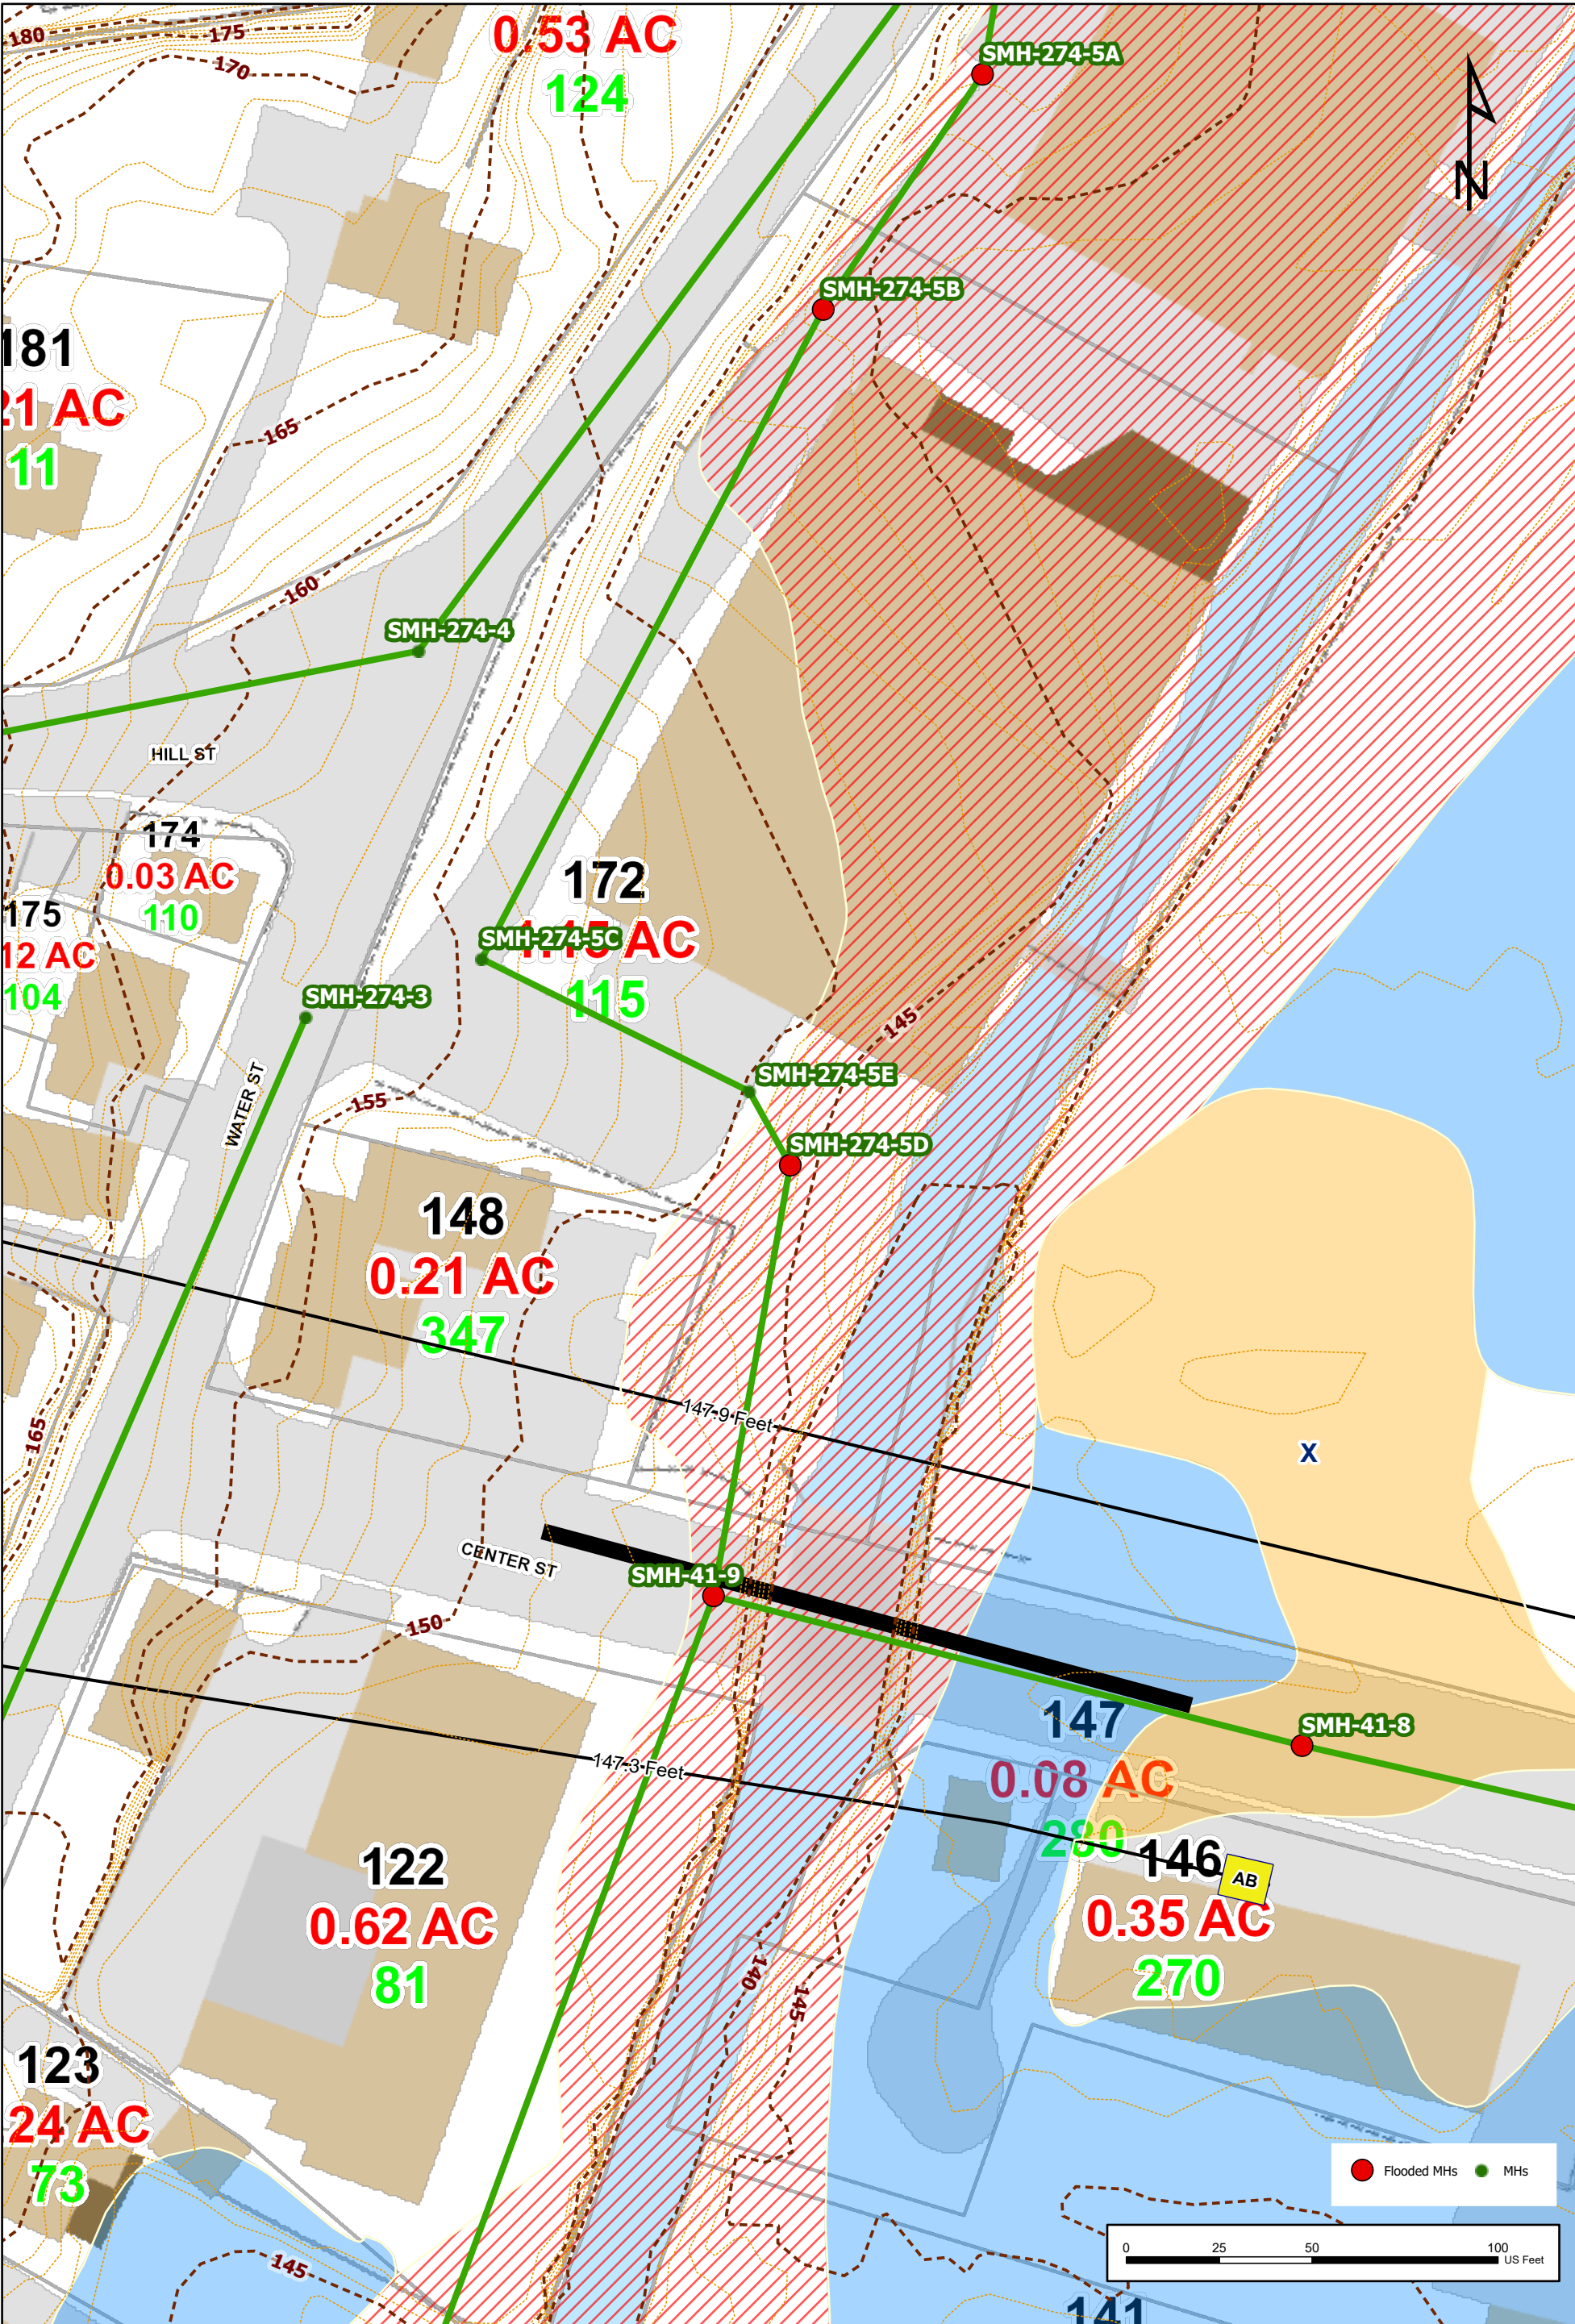 180
175
170
0.53 AC
124
SMH-274-5A
N
SMH-274-5B
181
21 AC
11
165
160
SMH-274-4
HILL ST
174
0.03 AC
110
175
12 AC
104
172
1.15 AC
115
SMH-274-5C
SMH-274-3
145
SMH-274-5E
WATER ST
155
SMH-274-5D
148
0.21 AC
347
147.9 Feet
165
X
CENTER ST
SMH-41-9
150
147
0.08 AC
280
SMH-41-8
147.3 Feet
146
AB
0.35 AC
270
122
0.62 AC
81
140
145
123
24 AC
73
145
Flooded MHs
MHs
0 25 50 100
US Feet
141